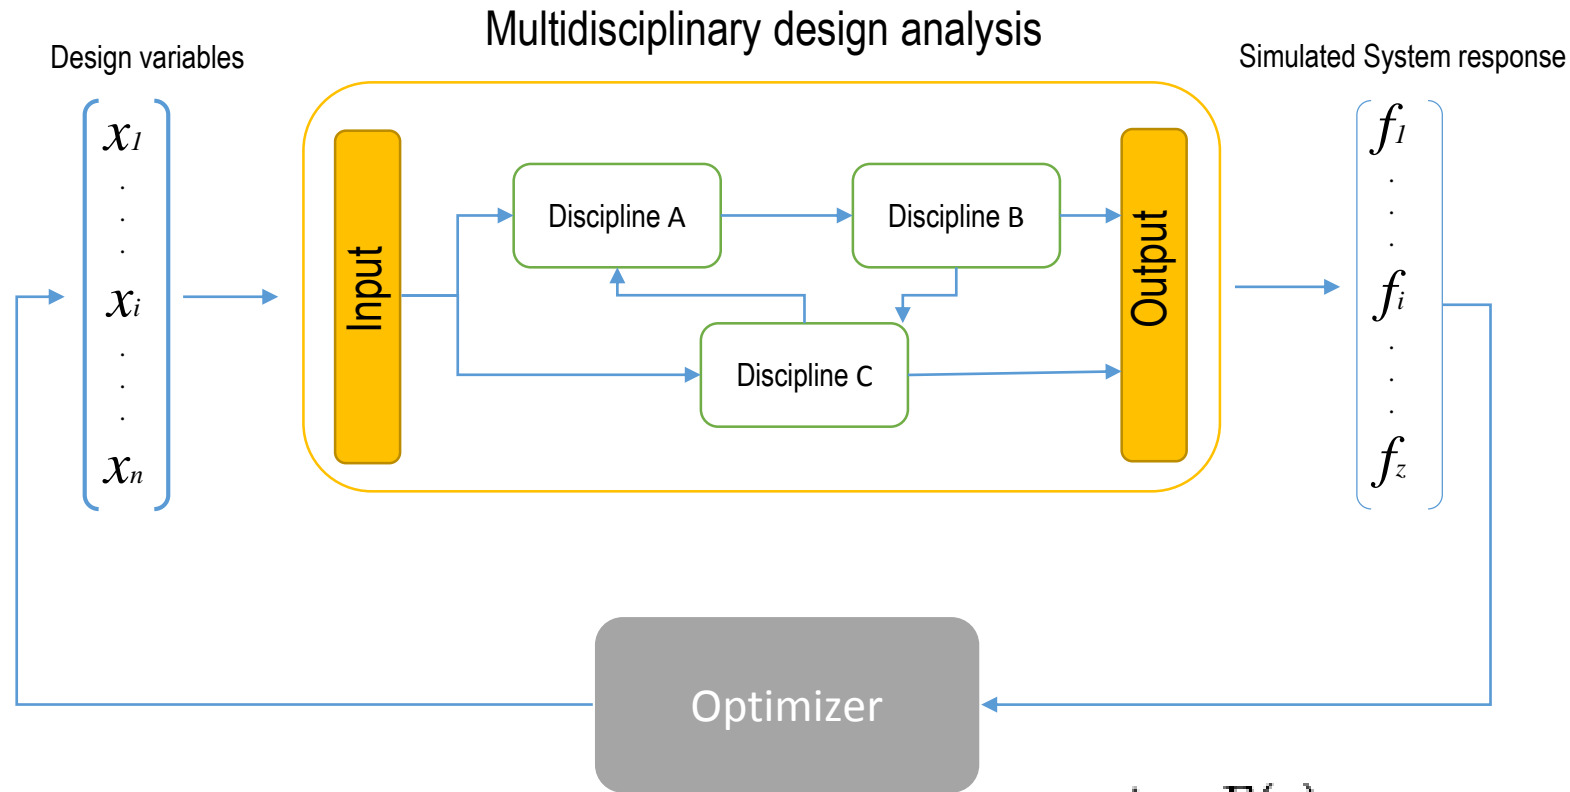 Multidisciplinary design analysis
Design variables
Simulated System response
x1
.
.
.
xi
.
.
.
xn
Input
Discipline A
Discipline B
Discipline C
Output
f1
.
.
.
fi
.
.
.
fz
Optimizer